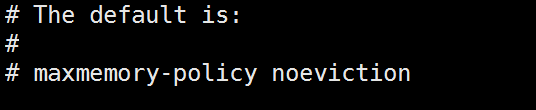 # The default is:
#
# maxmemory-policy noeviction